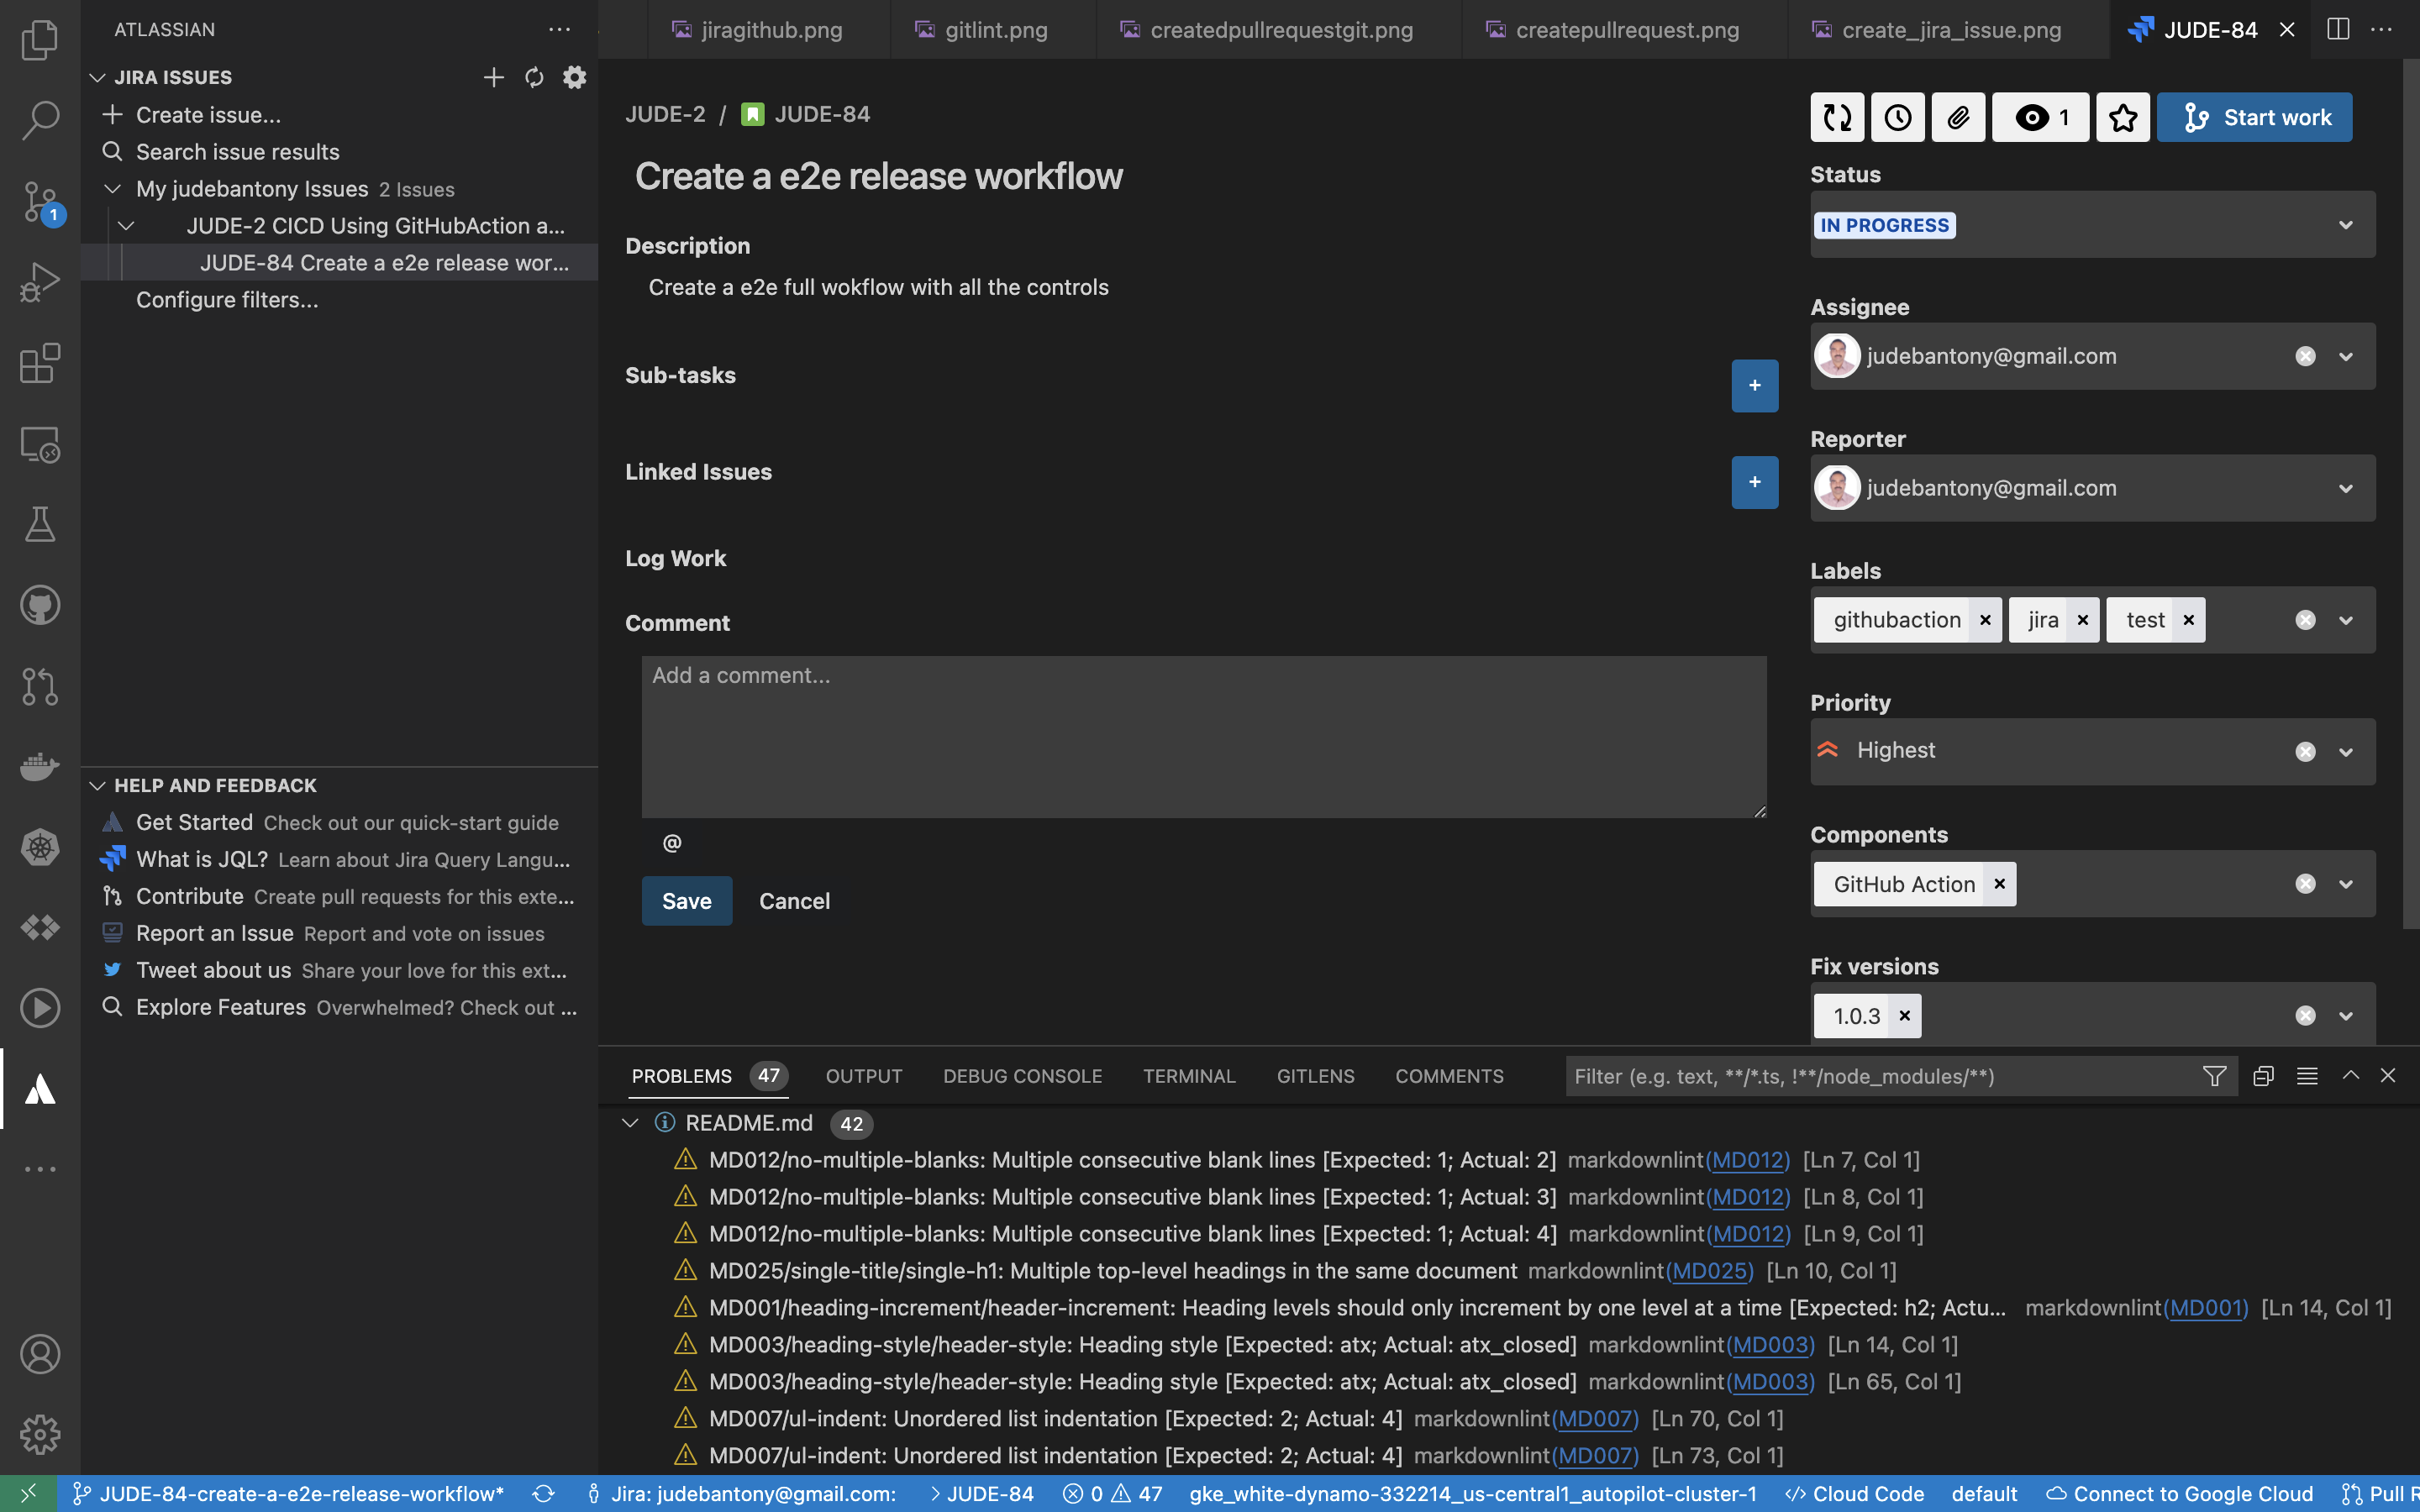 ATLASSIAN
JIRA ISSUES
Create issue...
Search issue results
My judebantony Issues 2 Issues
JUDE-2 CICD Using GitHubAction a...
JUDE-84 Create a e2e release wor...
Configure filters...
HELP AND FEEDBACK
Get Started Check out our quick-start guide
What is JQL? Learn about Jira Query Langu...
Contribute Create pull requests for this exte...
Report an Issue Report and vote on issues
Tweet about us Share your love for this ext...
Explore Features Overwhelmed? Check out ...
1
jiragithub.png gitlint.png createdpullrequestgit.png createpullrequest.png create_jira_issue.png JUDE-84
JUDE-2 / JUDE-84
Create a e2e release workflow
Description
Create a e2e full wokflow with all the controls
Sub-tasks
+
Linked Issues
+
Log Work
Comment
Add a comment...
@
Save Cancel
1 Start work
Status
IN PROGRESS
Assignee
judebantony@gmail.com
Reporter
judebantony@gmail.com
Labels
githubaction × jira × test ×
Priority
Highest
Components
GitHub Action ×
Fix versions
1.0.3 ×
PROBLEMS 47 OUTPUT DEBUG CONSOLE TERMINAL GITLENS COMMENTS Filter (e.g. text, **/*.ts, !**/node_modules/**)
README.md 42
MD012/no-multiple-blanks: Multiple consecutive blank lines [Expected: 1; Actual: 2] markdownlint(MD012) [Ln 7, Col 1]
MD012/no-multiple-blanks: Multiple consecutive blank lines [Expected: 1; Actual: 3] markdownlint(MD012) [Ln 8, Col 1]
MD012/no-multiple-blanks: Multiple consecutive blank lines [Expected: 1; Actual: 4] markdownlint(MD012) [Ln 9, Col 1]
MD025/single-title/single-h1: Multiple top-level headings in the same document markdownlint(MD025) [Ln 10, Col 1]
MD001/heading-increment/header-increment: Heading levels should only increment by one level at a time [Expected: h2; Actu... markdownlint(MD001) [Ln 14, Col 1]
MD003/heading-style/header-style: Heading style [Expected: atx; Actual: atx_closed] markdownlint(MD003) [Ln 14, Col 1]
MD003/heading-style/header-style: Heading style [Expected: atx; Actual: atx_closed] markdownlint(MD003) [Ln 65, Col 1]
MD007/ul-indent: Unordered list indentation [Expected: 2; Actual: 4] markdownlint(MD007) [Ln 70, Col 1]
MD007/ul-indent: Unordered list indentation [Expected: 2; Actual: 4] markdownlint(MD007) [Ln 73, Col 1]
JUDE-84-create-a-e2e-release-workflow* Jira: judebantony@gmail.com: > JUDE-84 0 47 gke_white-dynamo-332214_us-central1_autopilot-cluster-1 </> Cloud Code default Connect to Google Cloud Pull R